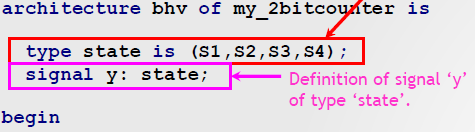 architecture bhv of my_2bitcounter is
type state is (S1,S2,S3,S4);
signal y: state;
Definition of signal ‘y’
of type ‘state’.
begin